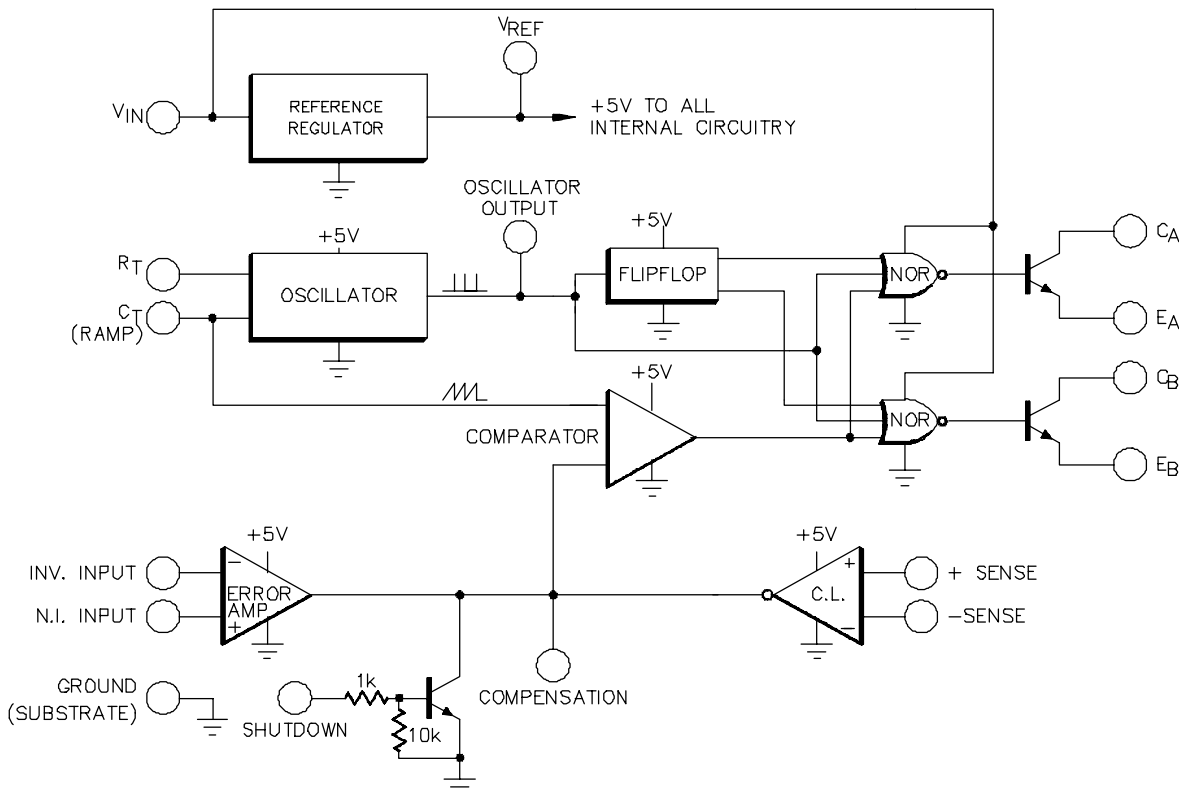 VREF
VIN
REFERENCE
REGULATOR
+5V TO ALL
INTERNAL CIRCUITRY
OSCILLATOR
OUTPUT
+5V
+5V
RT
CT
(RAMP)
OSCILLATOR
FLIPFLOP
NOR
CA
EA
+5V
COMPARATOR
NOR
CB
EB
+5V
+5V
INV. INPUT
N.I. INPUT
−
ERROR
AMP
+
+
C.L.
−
+ SENSE
−SENSE
GROUND
(SUBSTRATE)
SHUTDOWN
1k
10k
COMPENSATION